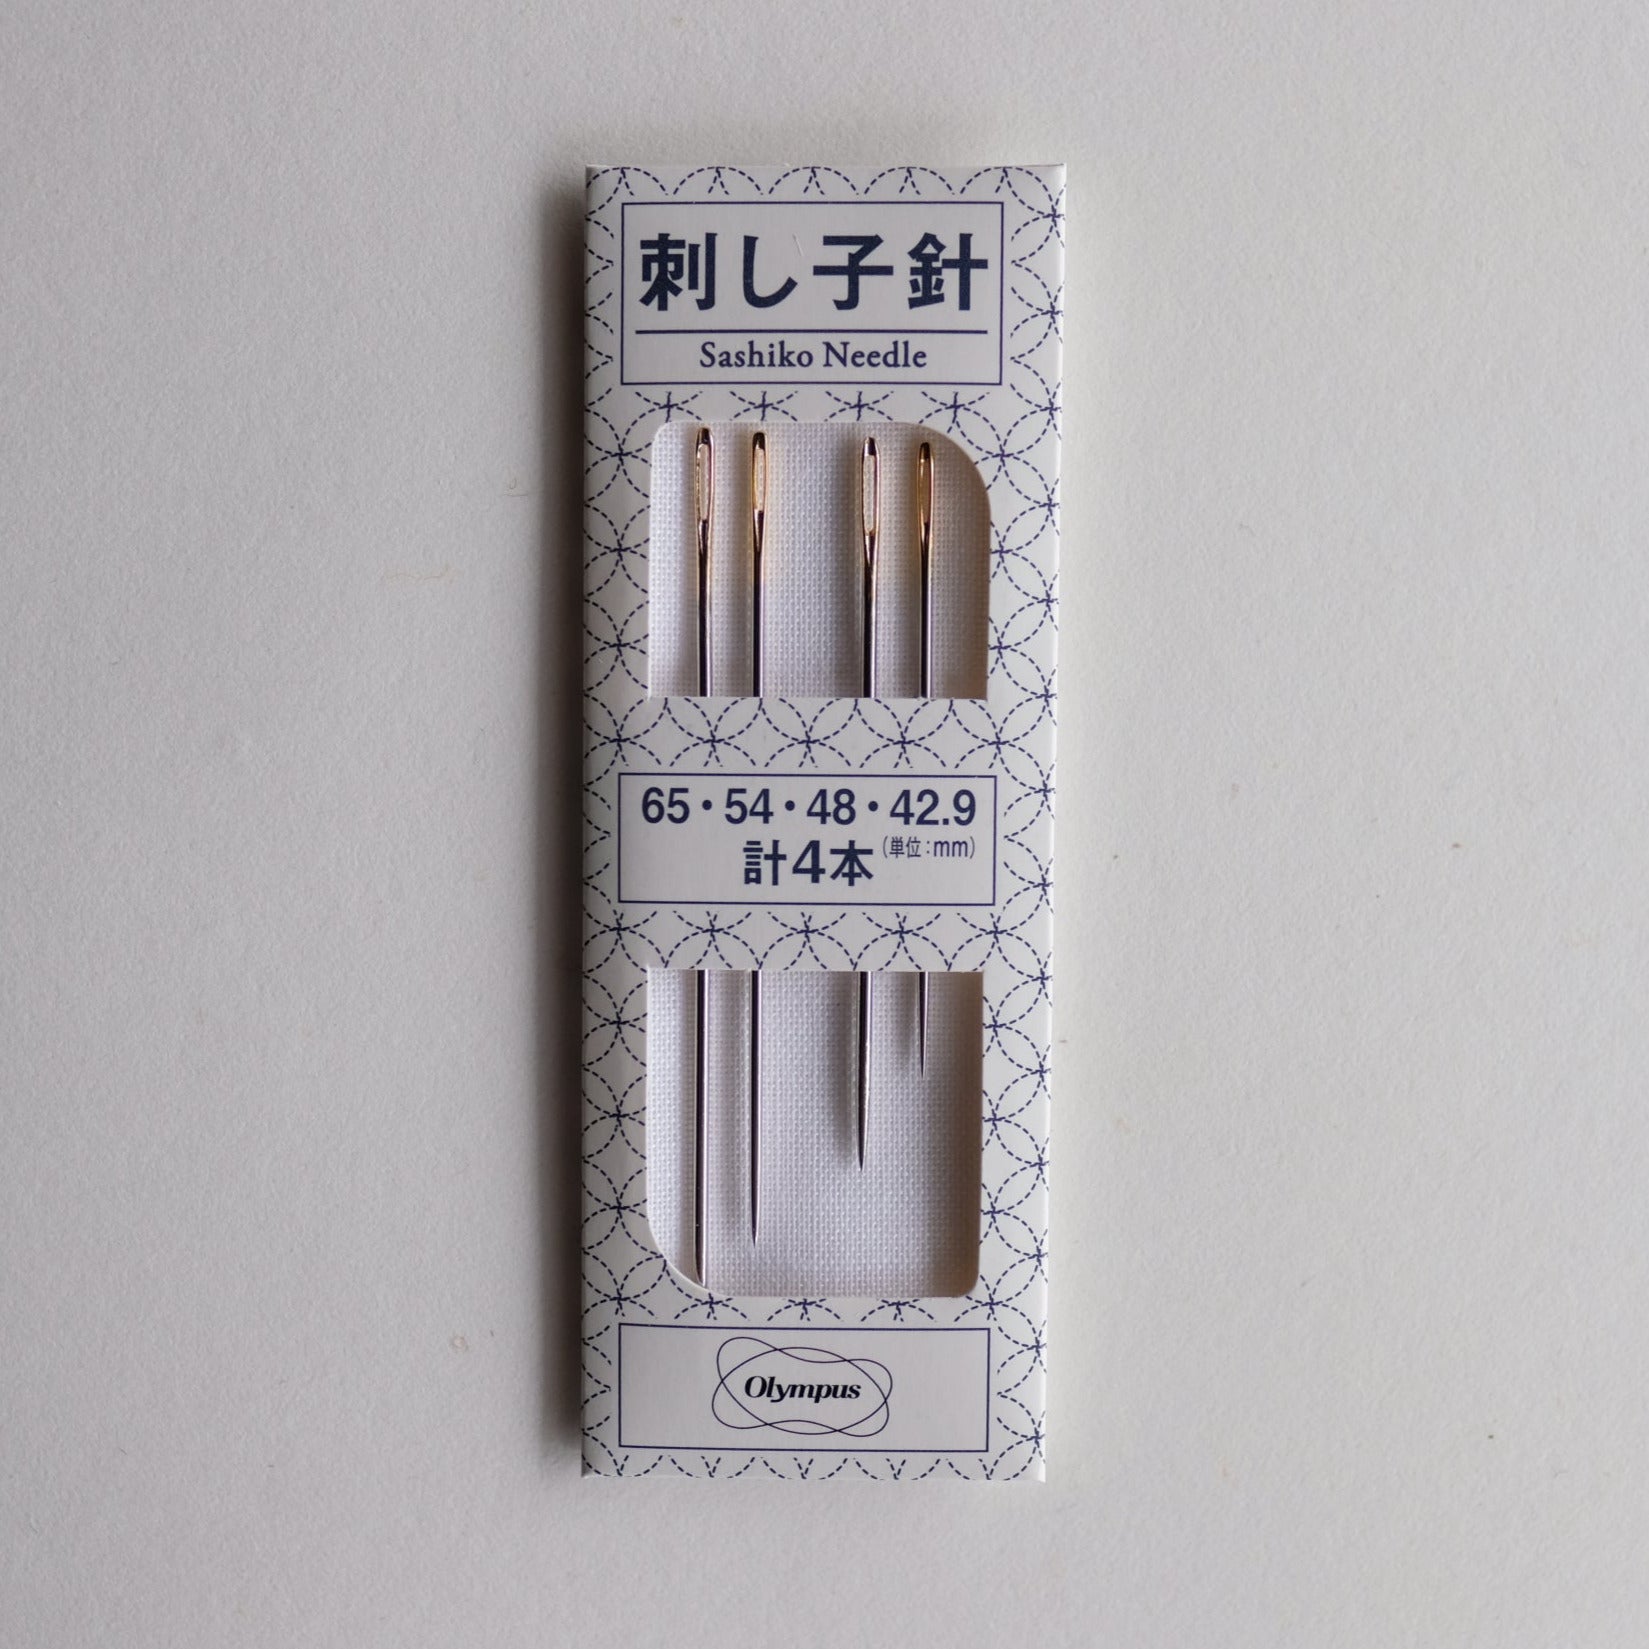 刺し子針
Sashiko Needle
65・54・48・42.9
計4本(単位:mm)
Olympus